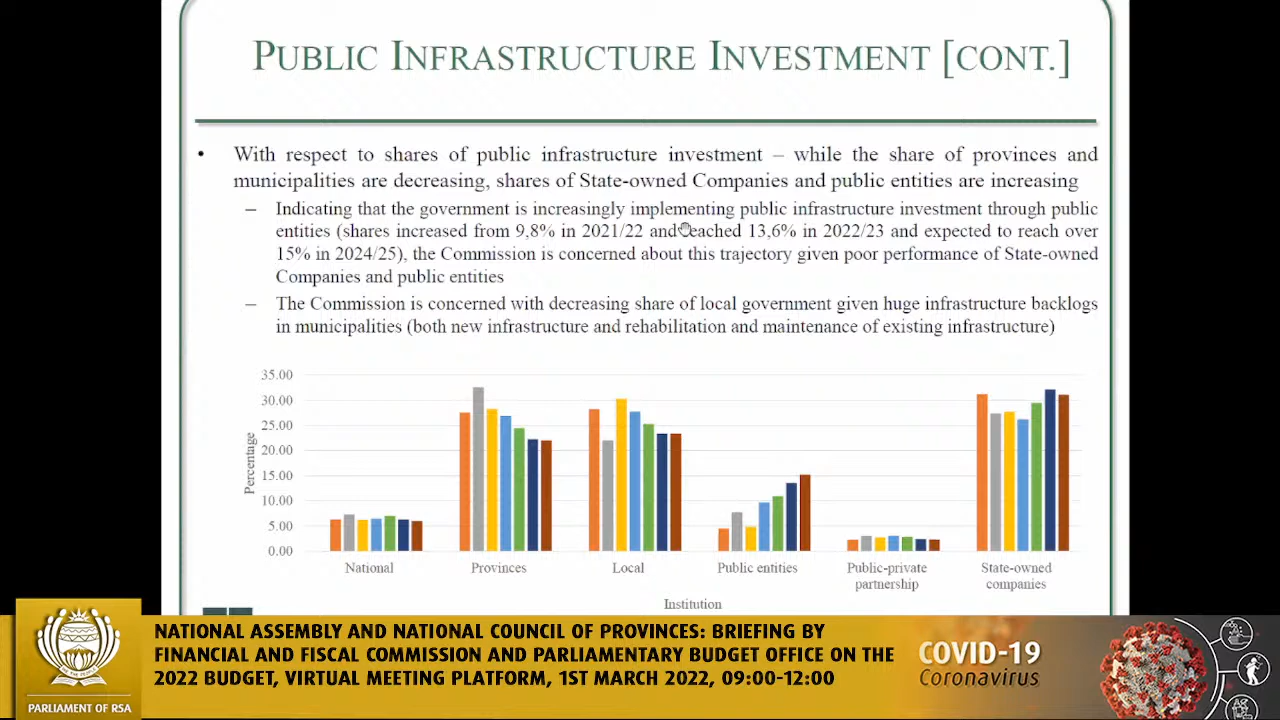 PUBLIC INFRASTRUCTURE INVESTMENT [CONT.]
• With respect to shares of public infrastructure investment – while the share of provinces and
municipalities are decreasing, shares of State-owned Companies and public entities are increasing
– Indicating that the government is increasingly implementing public infrastructure investment through public
entities (shares increased from 9,8% in 2021/22 and reached 13,6% in 2022/23 and expected to reach over
15% in 2024/25), the Commission is concerned about this trajectory given poor performance of State-owned
Companies and public entities
– The Commission is concerned with decreasing share of local government given huge infrastructure backlogs
in municipalities (both new infrastructure and rehabilitation and maintenance of existing infrastructure)
Percentage
35.00
30.00
25.00
20.00
15.00
10.00
5.00
0.00
National
Provinces
Local
Public entities
Public-private
partnership
State-owned
companies
Institution
PARLIAMENT OF RSA
NATIONAL ASSEMBLY AND NATIONAL COUNCIL OF PROVINCES: BRIEFING BY
FINANCIAL AND FISCAL COMMISSION AND PARLIAMENTARY BUDGET OFFICE ON THE
2022 BUDGET, VIRTUAL MEETING PLATFORM, 1ST MARCH 2022, 09:00-12:00
COVID-19
Coronavirus